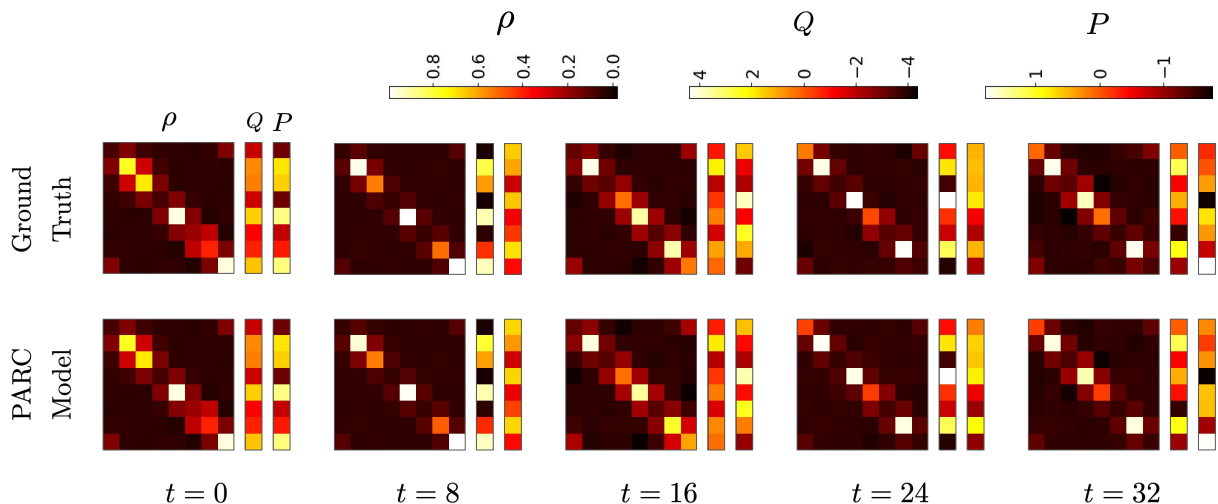 ρ Q P
0.8 0.6 0.4 0.2 0.0
4 2 0 -2 -4
1 0 -1
ρ Q P
Ground
Truth
PARC
Model
t = 0 t = 8 t = 16 t = 24 t = 32